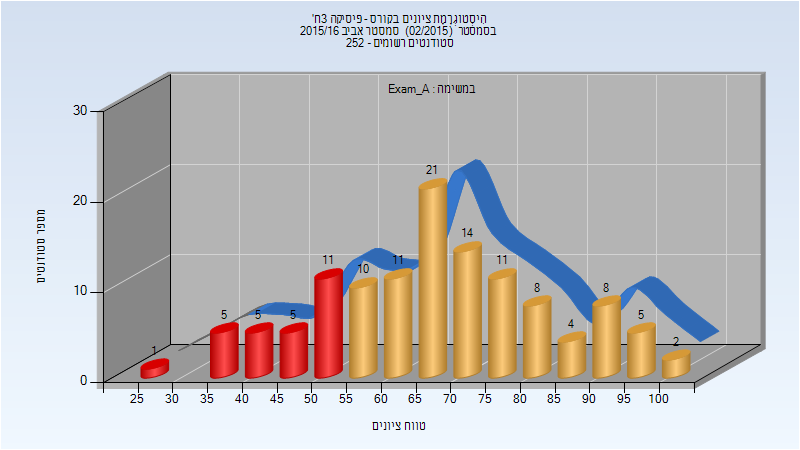 היסטוגרמת ציונים בקורס - פיסיקה 3ח'
בסמסטר (02/2015) סמסטר אביב 2015/16
סטודנטים רשומים - 252
במשימה : Exam_A
מספר סטודנטים
30
20
10
0
1
5
5
5
11
10
11
21
14
11
8
4
8
5
2
25 30 35 40 45 50 55 60 65 70 75 80 85 90 95 100
טווח ציונים